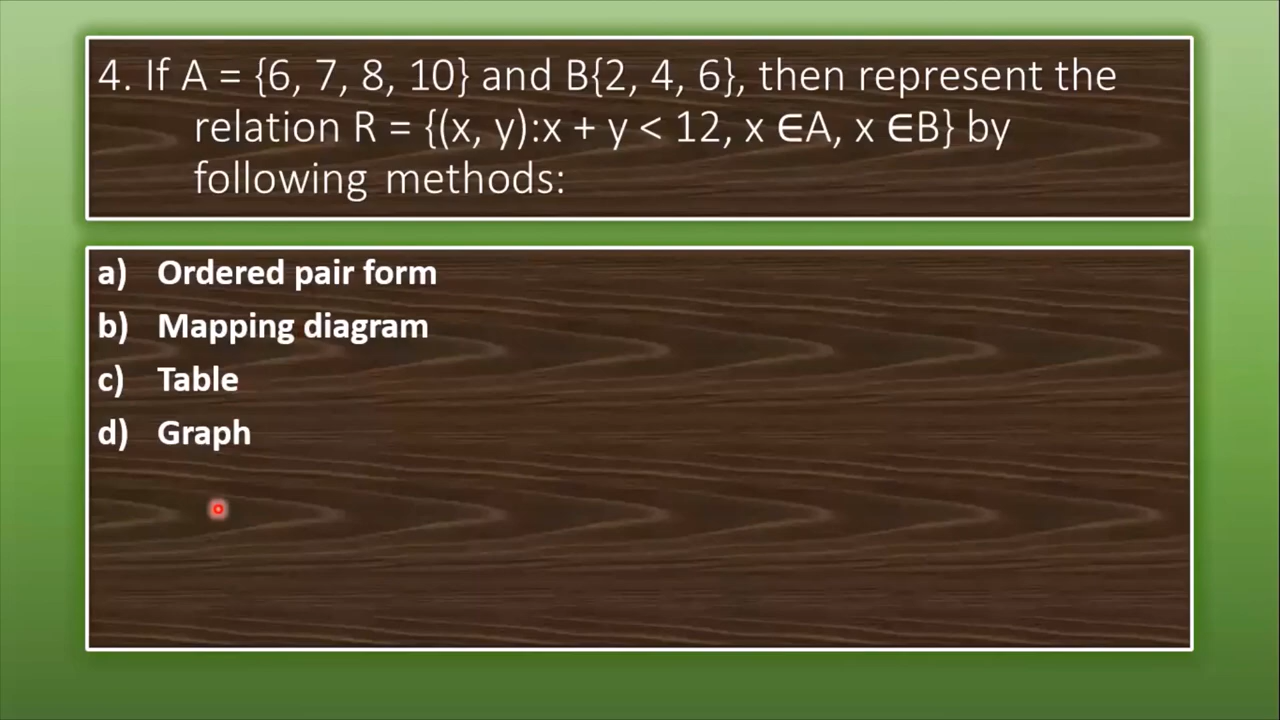 4. If A = {6, 7, 8, 10} and B{2, 4, 6}, then represent the
relation R = {(x, y):x + y < 12, x ∈A, x ∈B} by
following methods:
a) Ordered pair form
b) Mapping diagram
c) Table
d) Graph